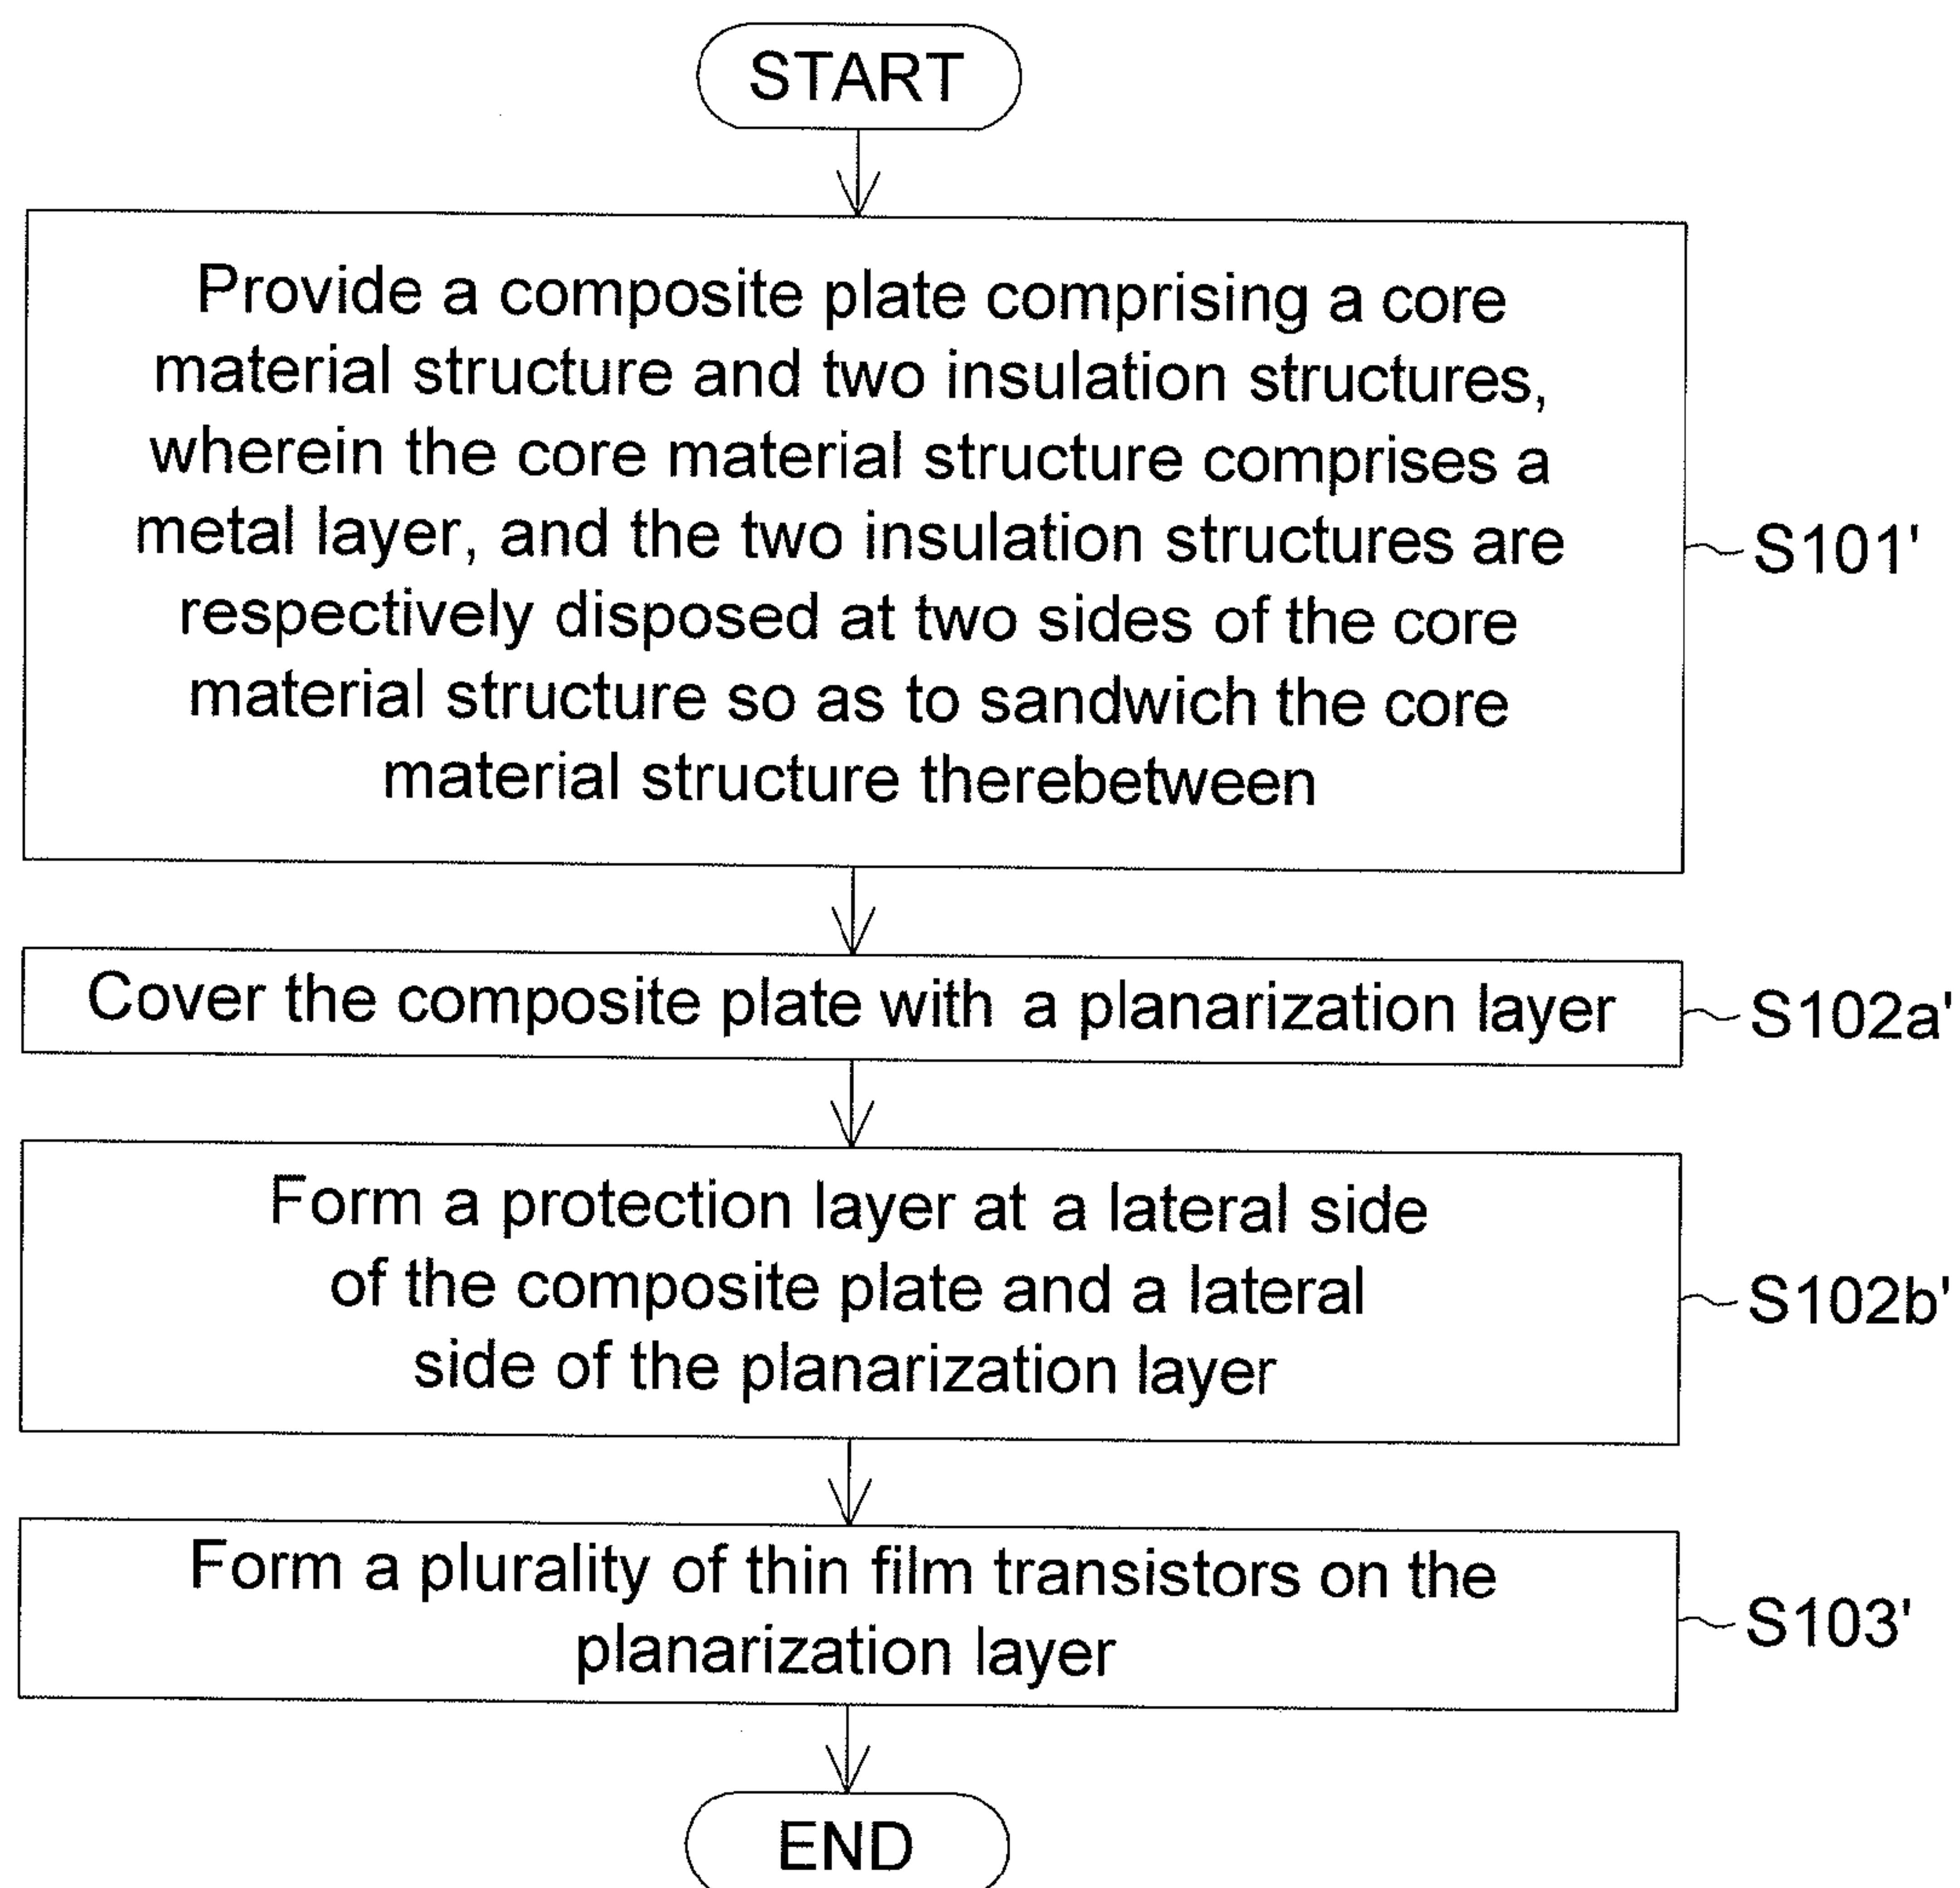 START
Provide a composite plate comprising a core
material structure and two insulation structures,
wherein the core material structure comprises a
metal layer, and the two insulation structures are
respectively disposed at two sides of the core
material structure so as to sandwich the core
material structure therebetween
S101'
Cover the composite plate with a planarization layer
S102a'
Form a protection layer at a lateral side
of the composite plate and a lateral
side of the planarization layer
S102b'
Form a plurality of thin film transistors on the
planarization layer
S103'
END